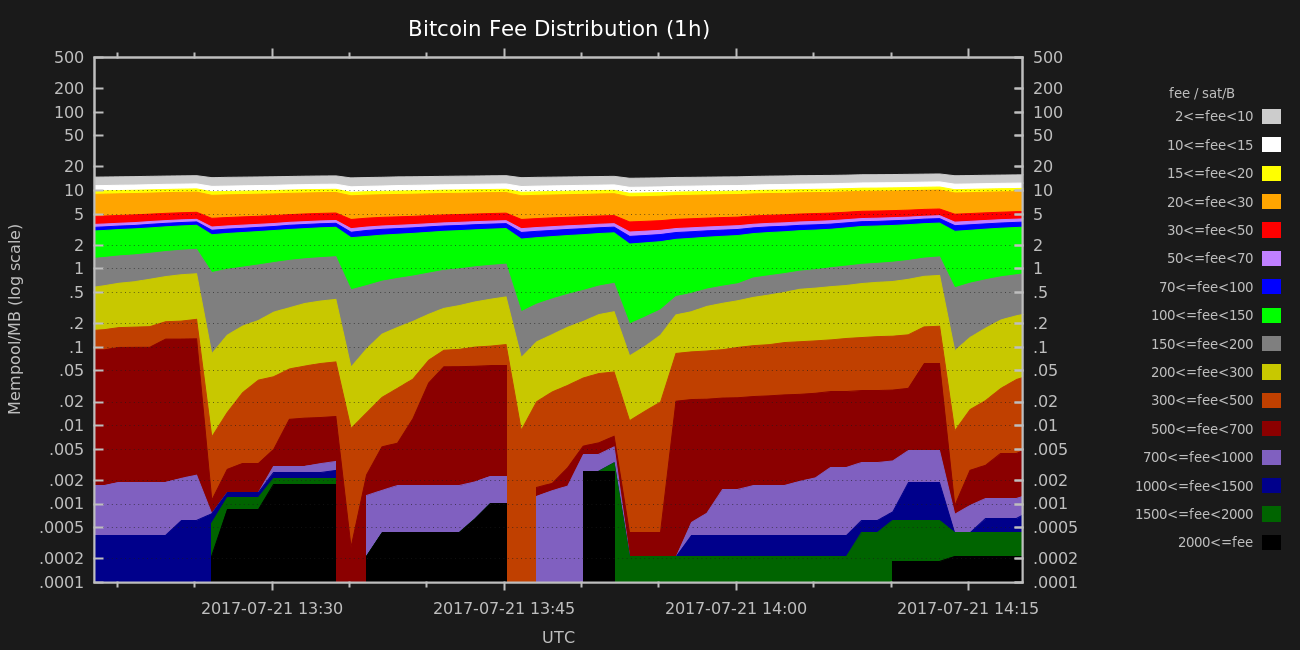 Bitcoin Fee Distribution (1h)
500 500
200 200
100 100
50 50
20 20
10 10
5 5
2 2
1 1
.5 .5
.2 .2
.1 .1
.05 .05
.02 .02
.01 .01
.005 .005
.002 .002
.001 .001
.0005 .0005
.0002 .0002
.0001 .0001
Mempool/MB (log scale)
2017-07-21 13:30 2017-07-21 13:45 2017-07-21 14:00 2017-07-21 14:15
UTC
fee / sat/B
2<=fee<10
10<=fee<15
15<=fee<20
20<=fee<30
30<=fee<50
50<=fee<70
70<=fee<100
100<=fee<150
150<=fee<200
200<=fee<300
300<=fee<500
500<=fee<700
700<=fee<1000
1000<=fee<1500
1500<=fee<2000
2000<=fee